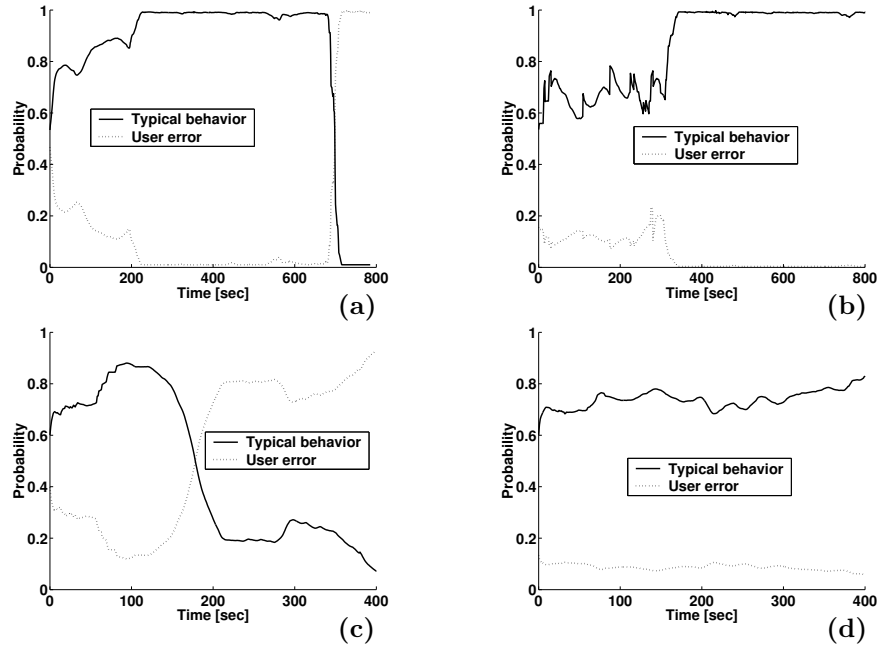 1
0.8
0.6
0.4
0.2
0
Probability
Typical behavior
User error
0 200 400 600 800
Time [sec]
(a)
1
0.8
0.6
0.4
0.2
0
Probability
Typical behavior
User error
0 200 400 600 800
Time [sec]
(b)
1
0.8
0.6
0.4
0.2
0
Probability
Typical behavior
User error
0 100 200 300 400
Time [sec]
(c)
1
0.8
0.6
0.4
0.2
0
Probability
Typical behavior
User error
0 100 200 300 400
Time [sec]
(d)